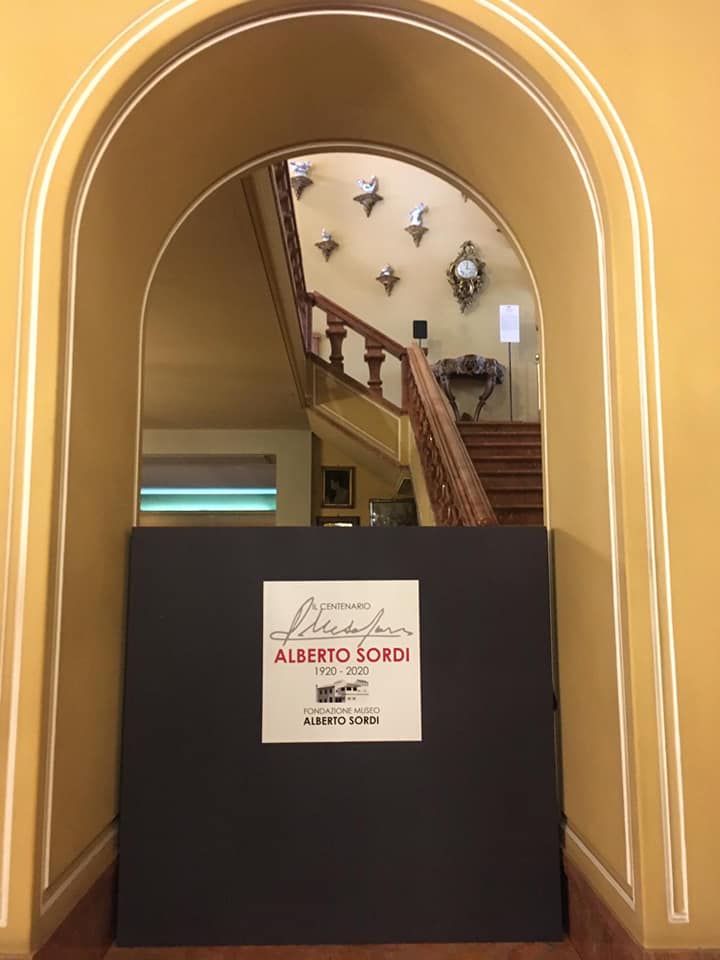 IL CENTENARIO
ALBERTO SORDI
1920 - 2020
FONDAZIONE MUSEO
ALBERTO SORDI